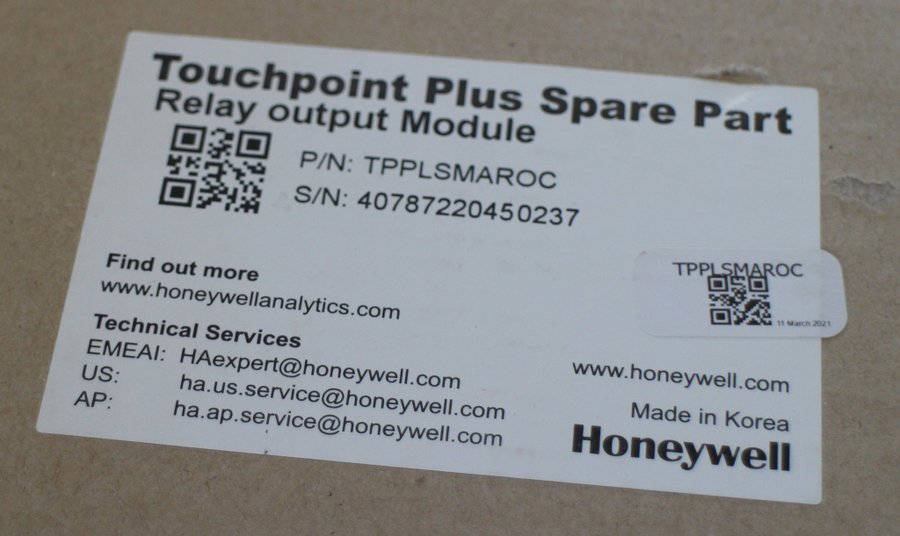 Touchpoint Plus Spare Part
Relay output Module
P/N: TPPLSMAROC
S/N: 40787220450237
TPPLSMAROC
11 March 2021
Find out more
www.honeywellanalytics.com
Technical Services
EMEAI: HAexpert@honeywell.com
US: ha.us.service@honeywell.com
AP: ha.ap.service@honeywell.com
www.honeywell.com
Made in Korea
Honeywell